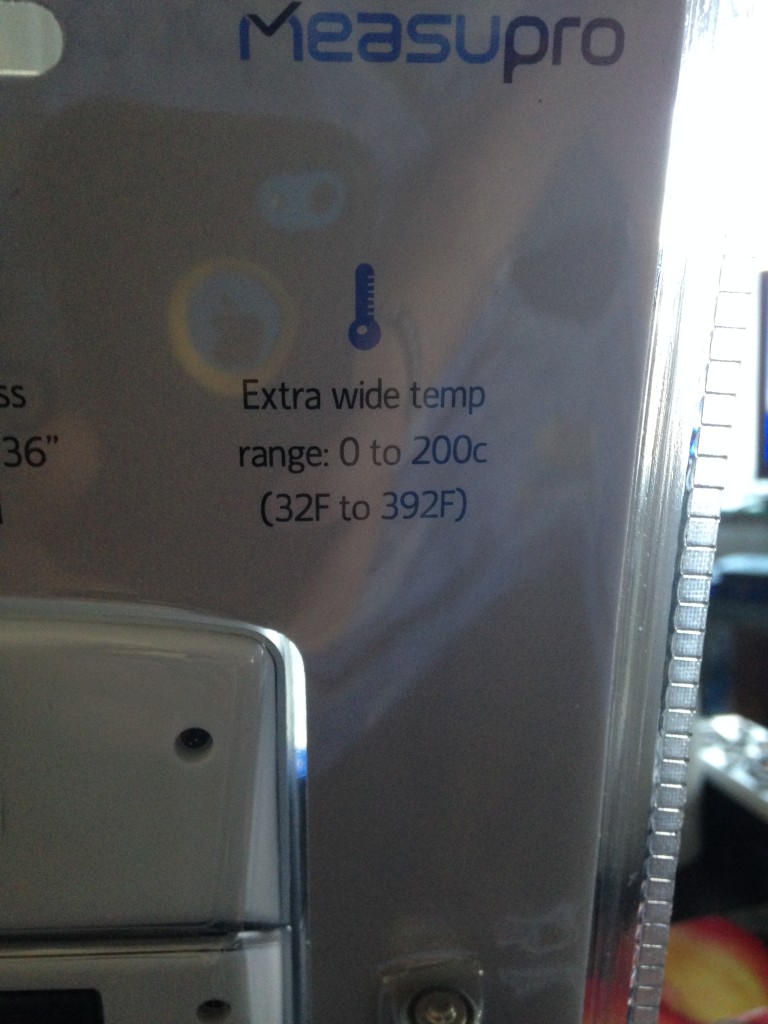 Measupro
Extra wide temp
range: 0 to 200c
(32F to 392F)
ss
36"